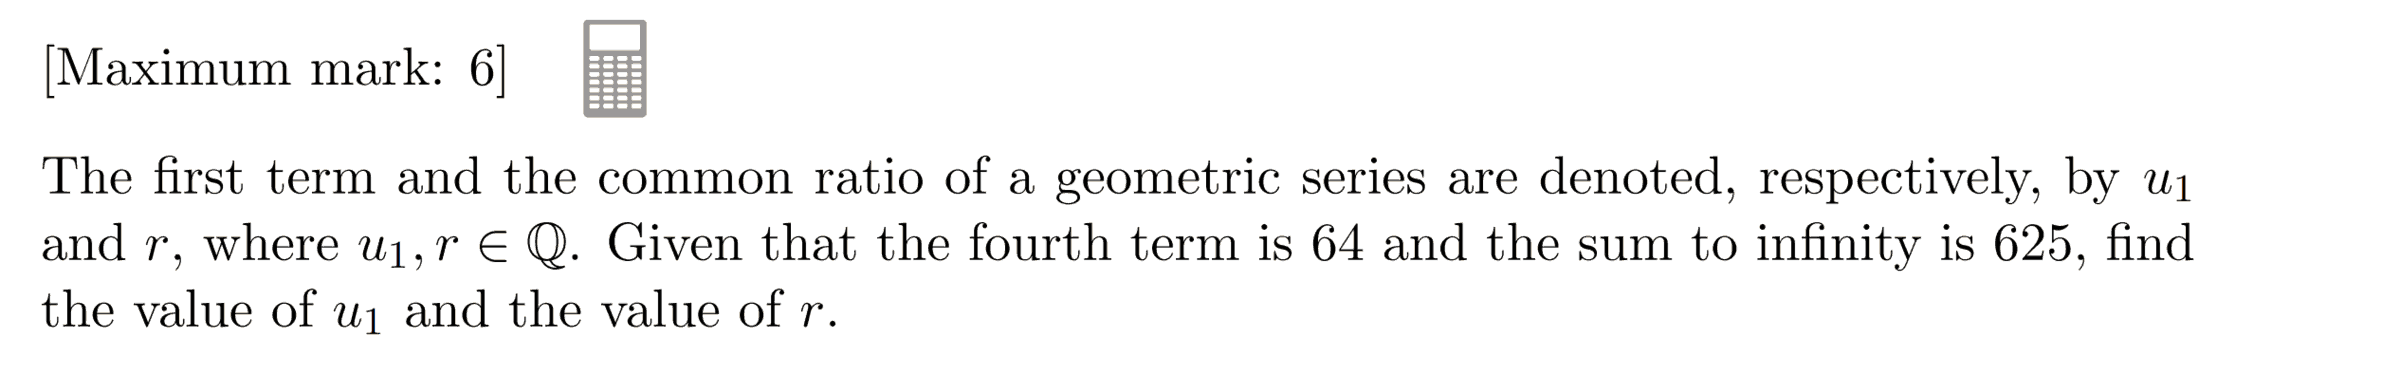 [Maximum mark: 6]
The first term and the common ratio of a geometric series are denoted, respectively, by u₁
and r, where u₁, r ∈ ℚ. Given that the fourth term is 64 and the sum to infinity is 625, find
the value of u₁ and the value of r.